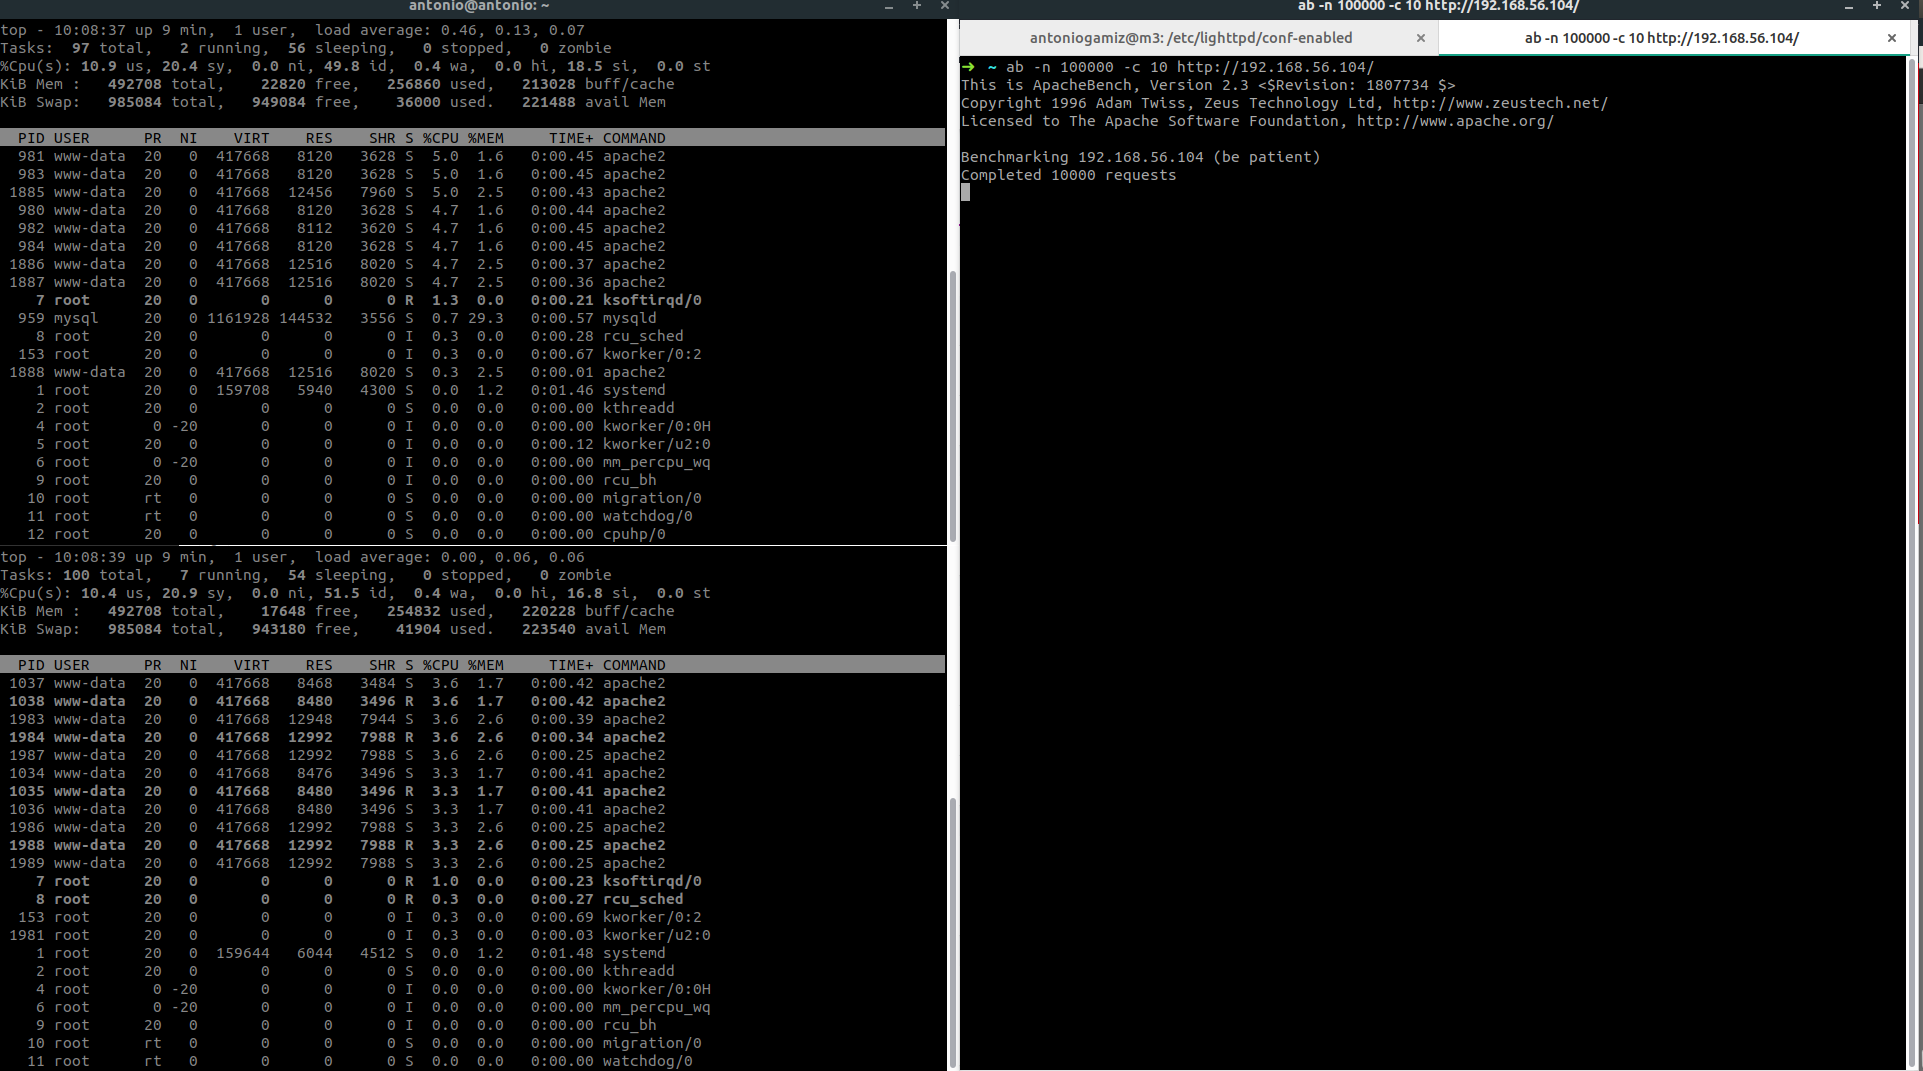 antonio@antonio: ~
top - 10:08:37 up 9 min,  1 user,  load average: 0.46, 0.13, 0.07
Tasks:  97 total,   2 running,  56 sleeping,   0 stopped,   0 zombie
%Cpu(s): 10.9 us, 20.4 sy,  0.0 ni, 49.8 id,  0.4 wa,  0.0 hi, 18.5 si,  0.0 st
KiB Mem :   492708 total,    22820 free,   256860 used,   213028 buff/cache
KiB Swap:   985084 total,   949084 free,    36000 used.   221488 avail Mem
PID USER      PR  NI    VIRT    RES    SHR S %CPU %MEM     TIME+ COMMAND
981 www-data  20   0  417668   8120   3628 S  5.0  1.6   0:00.45 apache2
983 www-data  20   0  417668   8120   3628 S  5.0  1.6   0:00.45 apache2
1885 www-data  20   0  417668  12456   7960 S  5.0  2.5   0:00.43 apache2
980 www-data  20   0  417668   8120   3628 S  4.7  1.6   0:00.44 apache2
982 www-data  20   0  417668   8112   3620 S  4.7  1.6   0:00.45 apache2
984 www-data  20   0  417668   8120   3628 S  4.7  1.6   0:00.45 apache2
1886 www-data  20   0  417668  12516   8020 S  4.7  2.5   0:00.37 apache2
1887 www-data  20   0  417668  12516   8020 S  4.7  2.5   0:00.36 apache2
7 root      20   0       0      0      0 R  1.3  0.0   0:00.21 ksoftirqd/0
959 mysql     20   0 1161928 144532   3556 S  0.7 29.3   0:00.57 mysqld
8 root      20   0       0      0      0 I  0.3  0.0   0:00.28 rcu_sched
153 root      20   0       0      0      0 I  0.3  0.0   0:00.67 kworker/0:2
1888 www-data  20   0  417668  12516   8020 S  0.3  2.5   0:00.01 apache2
1 root      20   0  159708   5940   4300 S  0.0  1.2   0:01.46 systemd
2 root      20   0       0      0      0 S  0.0  0.0   0:00.00 kthreadd
4 root       0 -20       0      0      0 I  0.0  0.0   0:00.00 kworker/0:0H
5 root      20   0       0      0      0 I  0.0  0.0   0:00.12 kworker/u2:0
6 root       0 -20       0      0      0 I  0.0  0.0   0:00.00 mm_percpu_wq
9 root      20   0       0      0      0 I  0.0  0.0   0:00.00 rcu_bh
10 root      rt   0       0      0      0 S  0.0  0.0   0:00.00 migration/0
11 root      rt   0       0      0      0 S  0.0  0.0   0:00.00 watchdog/0
12 root      20   0       0      0      0 S  0.0  0.0   0:00.00 cpuhp/0
top - 10:08:39 up 9 min,  1 user,  load average: 0.00, 0.06, 0.06
Tasks: 100 total,   7 running,  54 sleeping,   0 stopped,   0 zombie
%Cpu(s): 10.4 us, 20.9 sy,  0.0 ni, 51.5 id,  0.4 wa,  0.0 hi, 16.8 si,  0.0 st
KiB Mem :   492708 total,    17648 free,   254832 used,   220228 buff/cache
KiB Swap:   985084 total,   943180 free,    41904 used.   223540 avail Mem
PID USER      PR  NI    VIRT    RES    SHR S %CPU %MEM     TIME+ COMMAND
1037 www-data  20   0  417668   8468   3484 S  3.6  1.7   0:00.42 apache2
1038 www-data  20   0  417668   8480   3496 R  3.6  1.7   0:00.42 apache2
1983 www-data  20   0  417668  12948   7944 S  3.6  2.6   0:00.39 apache2
1984 www-data  20   0  417668  12992   7988 R  3.6  2.6   0:00.34 apache2
1987 www-data  20   0  417668  12992   7988 S  3.6  2.6   0:00.25 apache2
1034 www-data  20   0  417668   8476   3496 S  3.3  1.7   0:00.41 apache2
1035 www-data  20   0  417668   8480   3496 R  3.3  1.7   0:00.41 apache2
1036 www-data  20   0  417668   8480   3496 S  3.3  1.7   0:00.41 apache2
1986 www-data  20   0  417668  12992   7988 S  3.3  2.6   0:00.25 apache2
1988 www-data  20   0  417668  12992   7988 R  3.3  2.6   0:00.25 apache2
1989 www-data  20   0  417668  12992   7988 S  3.3  2.6   0:00.25 apache2
7 root      20   0       0      0      0 R  1.0  0.0   0:00.23 ksoftirqd/0
8 root      20   0       0      0      0 R  0.3  0.0   0:00.27 rcu_sched
153 root      20   0       0      0      0 I  0.3  0.0   0:00.69 kworker/0:2
1981 root      20   0       0      0      0 I  0.3  0.0   0:00.03 kworker/u2:0
1 root      20   0  159644   6044   4512 S  0.0  1.2   0:01.48 systemd
2 root      20   0       0      0      0 S  0.0  0.0   0:00.00 kthreadd
4 root       0 -20       0      0      0 I  0.0  0.0   0:00.00 kworker/0:0H
6 root       0 -20       0      0      0 I  0.0  0.0   0:00.00 mm_percpu_wq
9 root      20   0       0      0      0 I  0.0  0.0   0:00.00 rcu_bh
10 root      rt   0       0      0      0 S  0.0  0.0   0:00.00 migration/0
11 root      rt   0       0      0      0 S  0.0  0.0   0:00.00 watchdog/0
ab -n 100000 -c 10 http://192.168.56.104/
antoniogamiz@m3: /etc/lighttpd/conf-enabled
ab -n 100000 -c 10 http://192.168.56.104/
➜  ~ ab -n 100000 -c 10 http://192.168.56.104/
This is ApacheBench, Version 2.3 <$Revision: 1807734 $>
Copyright 1996 Adam Twiss, Zeus Technology Ltd, http://www.zeustech.net/
Licensed to The Apache Software Foundation, http://www.apache.org/
Benchmarking 192.168.56.104 (be patient)
Completed 10000 requests